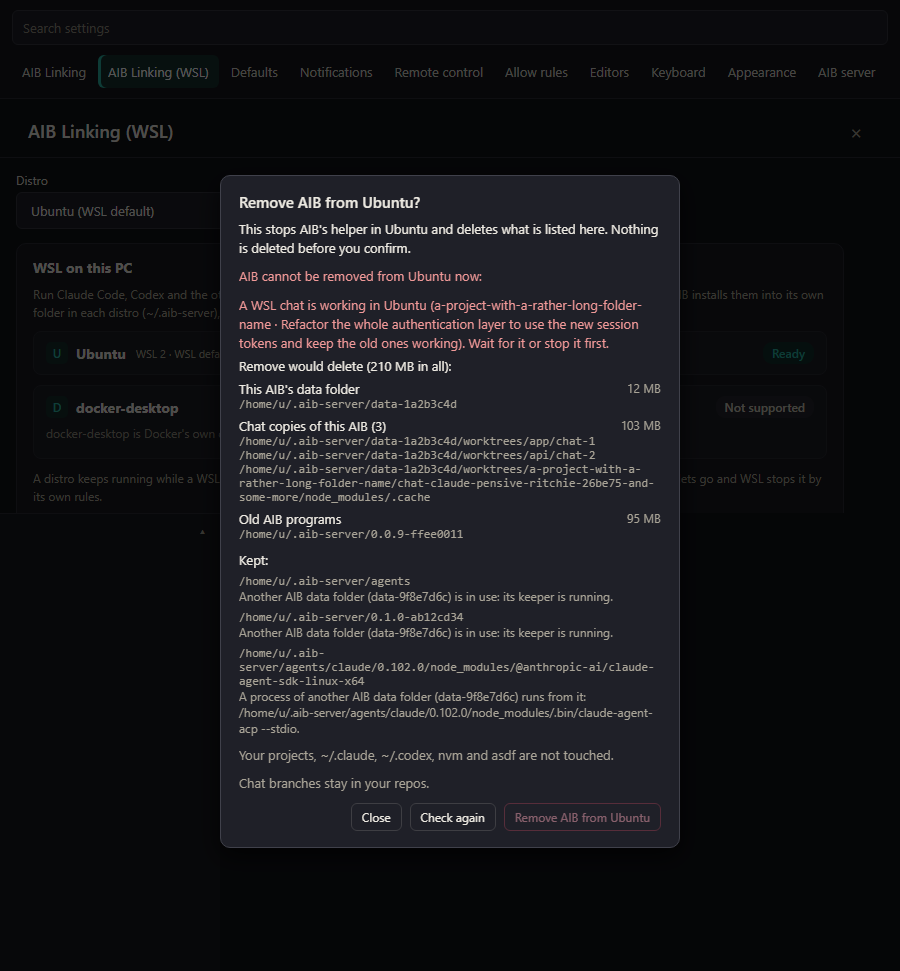 Search settings
AIB Linking
AIB Linking (WSL)
Defaults
Notifications
Remote control
Allow rules
Editors
Keyboard
Appearance
AIB server
AIB Linking (WSL)
×
Distro
Ubuntu (WSL default)
WSL on this PC
Run Claude Code, Codex and the
IB installs them into its own
folder in each distro (~/.aib-server),
U Ubuntu WSL 2 · WSL
Ready
D docker-desktop
Not supported
docker-desktop is Docker's own
A distro keeps running while a WSL
lets go and WSL stops it by
its own rules.
Remove AIB from Ubuntu?
This stops AIB's helper in Ubuntu and deletes what is listed here. Nothing
is deleted before you confirm.
AIB cannot be removed from Ubuntu now:
A WSL chat is working in Ubuntu (a-project-with-a-rather-long-folder-
name · Refactor the whole authentication layer to use the new session
tokens and keep the old ones working). Wait for it or stop it first.
Remove would delete (210 MB in all):
This AIB's data folder 12 MB
/home/u/.aib-server/data-1a2b3c4d
Chat copies of this AIB (3) 103 MB
/home/u/.aib-server/data-1a2b3c4d/worktrees/app/chat-1
/home/u/.aib-server/data-1a2b3c4d/worktrees/api/chat-2
/home/u/.aib-server/data-1a2b3c4d/worktrees/a-project-with-a-
rather-long-folder-name/chat-claude-pensive-ritchie-26be75-and-
some-more/node_modules/.cache
Old AIB programs 95 MB
/home/u/.aib-server/0.0.9-ffee0011
Kept:
/home/u/.aib-server/agents
Another AIB data folder (data-9f8e7d6c) is in use: its keeper is running.
/home/u/.aib-server/0.1.0-ab12cd34
Another AIB data folder (data-9f8e7d6c) is in use: its keeper is running.
/home/u/.aib-
server/agents/claude/0.102.0/node_modules/@anthropic-ai/claude-
agent-sdk-linux-x64
A process of another AIB data folder (data-9f8e7d6c) runs from it:
/home/u/.aib-server/agents/claude/0.102.0/node_modules/.bin/claude-agent-
acp --stdio.
Your projects, ~/.claude, ~/.codex, nvm and asdf are not touched.
Chat branches stay in your repos.
Close
Check again
Remove AIB from Ubuntu